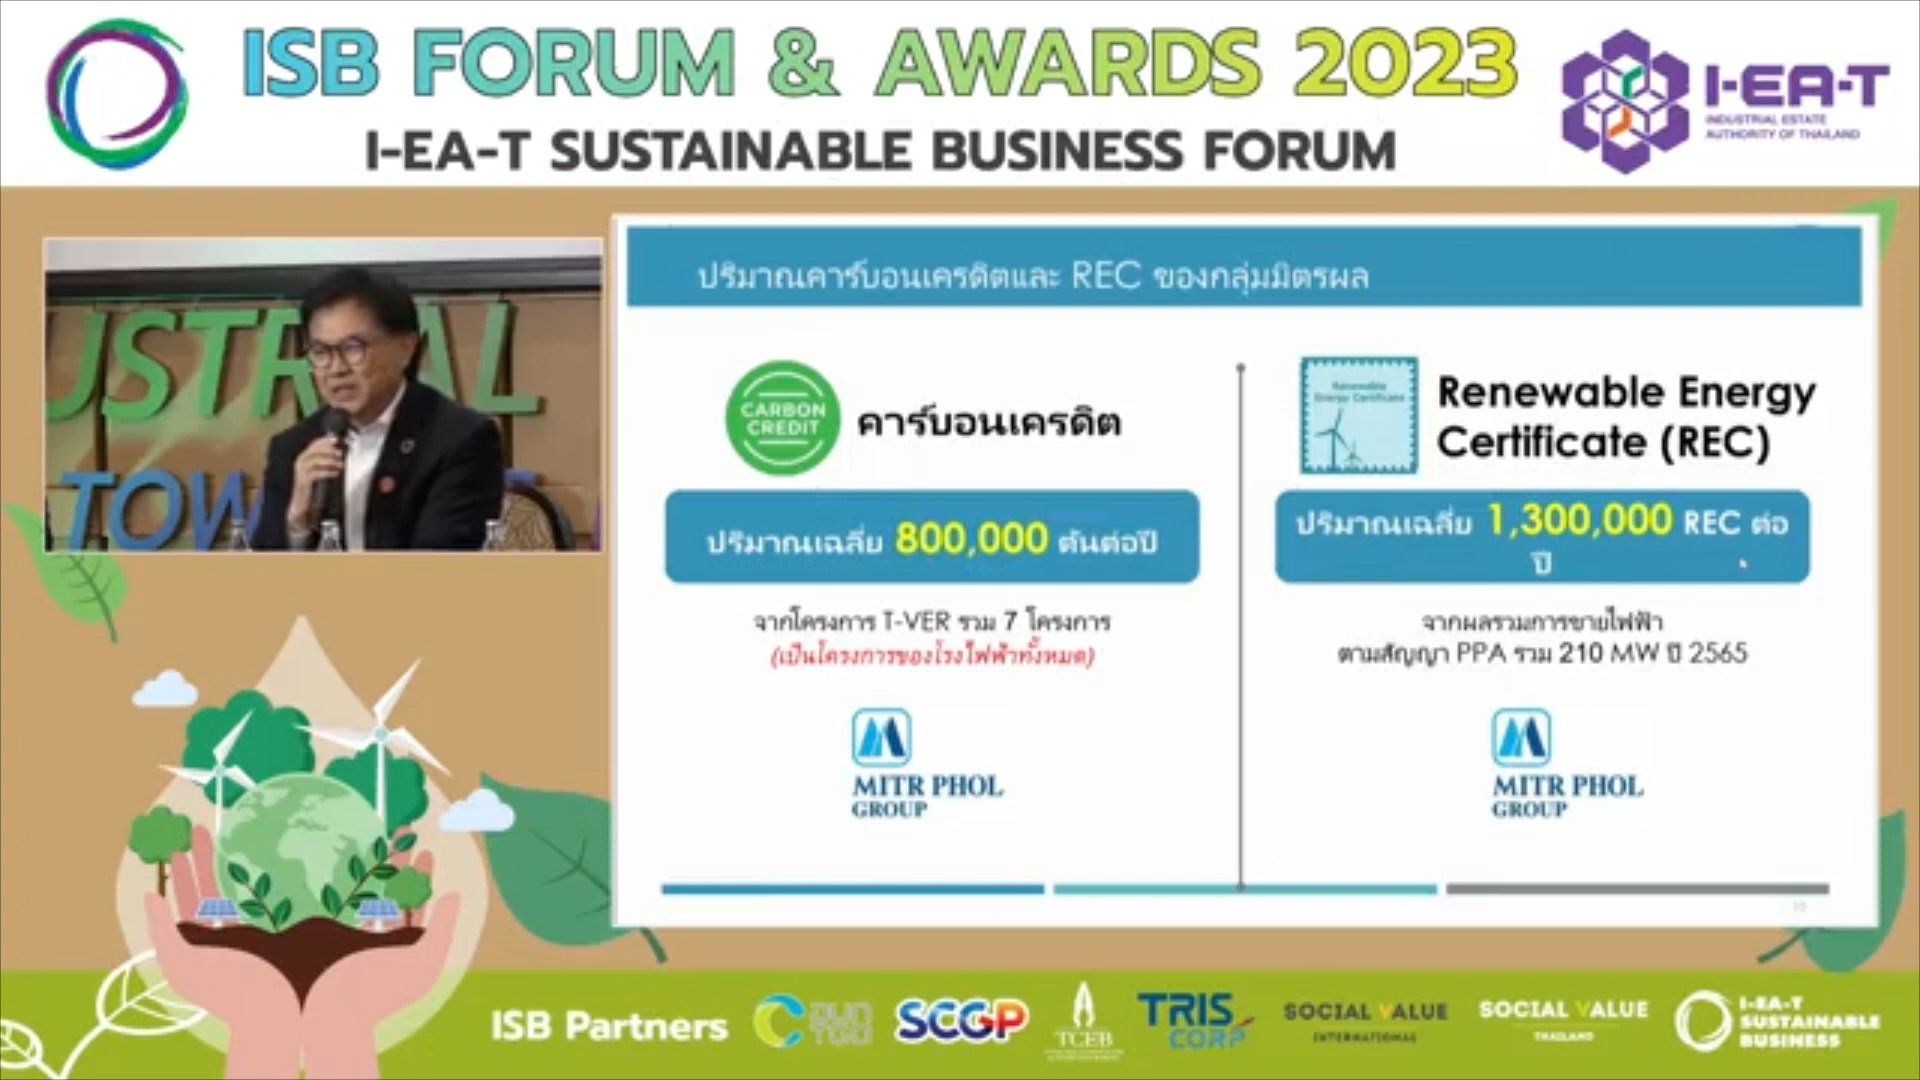 ISB FORUM & AWARDS 2023
I-EA-T SUSTAINABLE BUSINESS FORUM
I-EA-T
INDUSTRIAL ESTATE
AUTHORITY OF THAILAND
USTRIAL
TOW
ปริมาณคาร์บอนเครดิตและ REC ของกลุ่มมิตรผล
CARBON
CREDIT
คาร์บอนเครดิต
ปริมาณเฉลี่ย 800,000 ตันต่อปี
จากโครงการ T-VER รวม 7 โครงการ
(เป็นโครงการของโรงไฟฟ้าทั้งหมด)
MITR PHOL
GROUP
Renewable
Energy Certificate
Renewable Energy
Certificate (REC)
ปริมาณเฉลี่ย 1,300,000 REC ต่อ
ปี
จากผลรวมการขายไฟฟ้า
ตามสัญญา PPA รวม 210 MW ปี 2565
MITR PHOL
GROUP
ISB Partners
SCGP
TCEB
TRIS
CORP
SOCIAL VALUE
INTERNATIONAL
SOCIAL VALUE
THAILAND
I-EA-T
SUSTAINABLE
BUSINESS